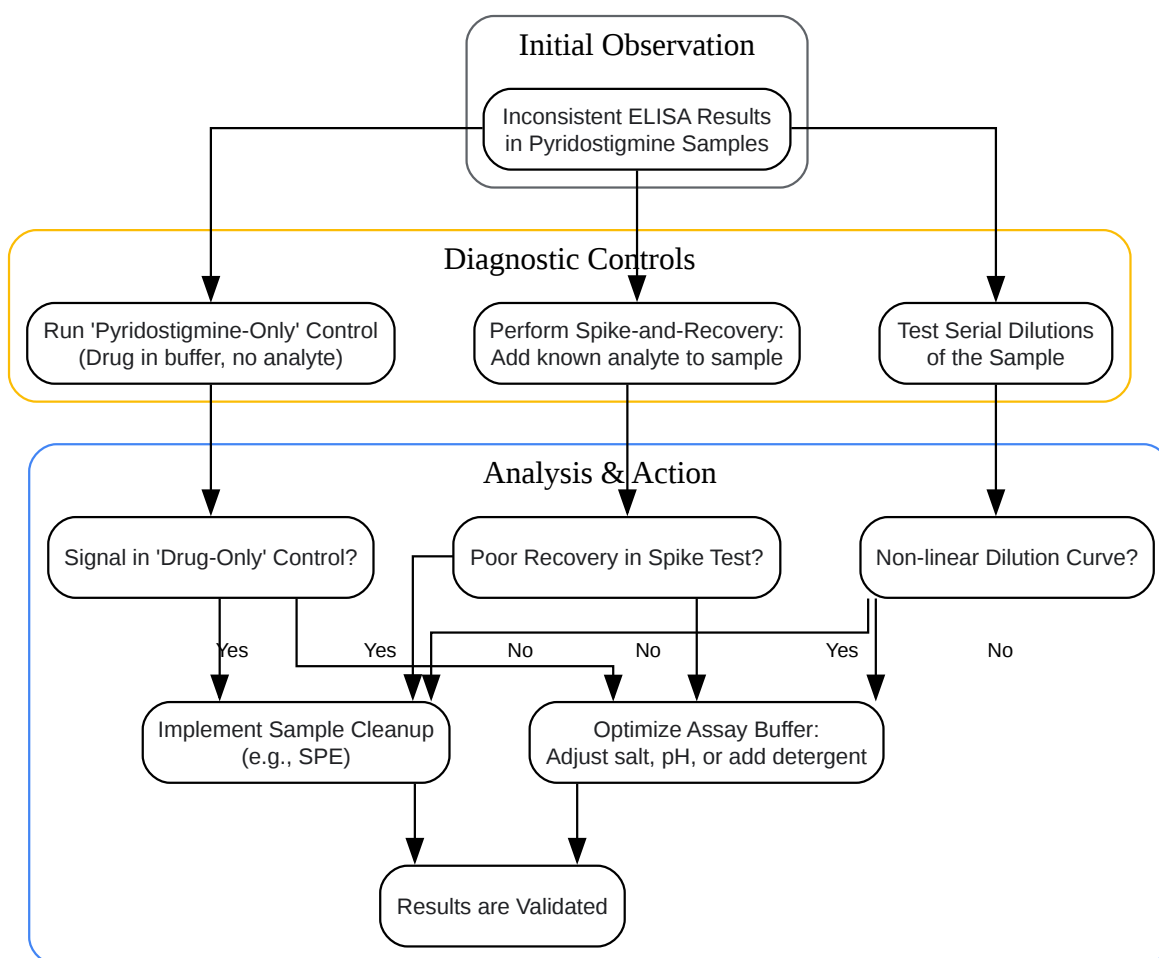 Initial Observation
Inconsistent ELISA Results
in Pyridostigmine Samples
Diagnostic Controls
Run 'Pyridostigmine-Only' Control
(Drug in buffer, no analyte)
Perform Spike-and-Recovery:
Add known analyte to sample
Test Serial Dilutions
of the Sample
Analysis & Action
Signal in 'Drug-Only' Control?
Poor Recovery in Spike Test?
Non-linear Dilution Curve?
Yes
Yes
No
No
Yes
No
Implement Sample Cleanup
(e.g., SPE)
Optimize Assay Buffer:
Adjust salt, pH, or add detergent
Results are Validated